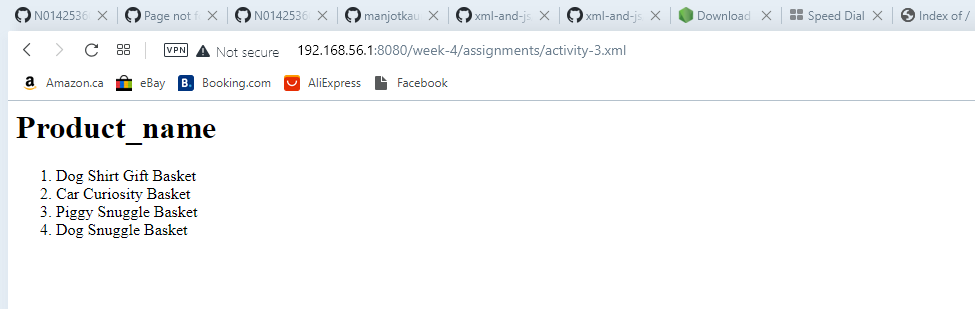 N0142536 Page not f N0142536 manjotkau xml-and-js xml-and-js Download Speed Dial Index of /
VPN Not secure 192.168.56.1:8080/week-4/assignments/activity-3.xml
Amazon.ca eBay Booking.com AliExpress Facebook
Product_name
1. Dog Shirt Gift Basket
2. Car Curiosity Basket
3. Piggy Snuggle Basket
4. Dog Snuggle Basket